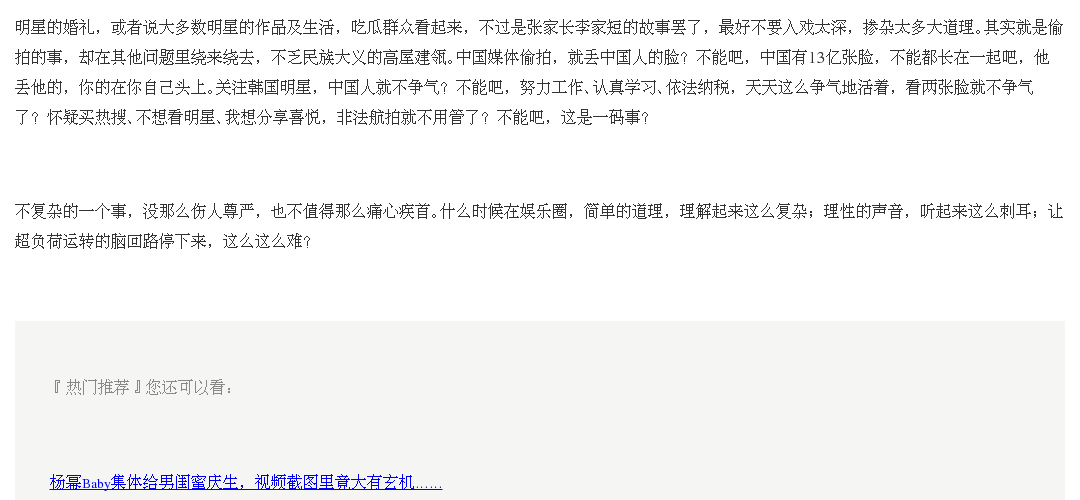 明星的婚礼，或者说大多数明星的作品及生活，吃瓜群众看起来，不过是张家长李家短的故事罢了，最好不要入戏太深，掺杂太多大道理。其实就是偷
拍的事，却在其他问题里绕来绕去，不乏民族大义的高屋建瓴。中国媒体偷拍，就丢中国人的脸？不能吧，中国有13亿张脸，不能都长在一起吧，他
丢他的，你的在你自己头上。关注韩国明星，中国人就不争气？不能吧，努力工作、认真学习、依法纳税，天天这么争气地活着，看两张脸就不争气
了？怀疑买热搜、不想看明星、我想分享喜悦，非法航拍就不用管了？不能吧，这是一码事？
不复杂的一个事，没那么伤人尊严，也不值得那么痛心疾首。什么时候在娱乐圈，简单的道理，理解起来这么复杂；理性的声音，听起来这么刺耳；让
超负荷运转的脑回路停下来，这么这么难？
『 热门推荐 』您还可以看：
杨幂Baby集体给男闺蜜庆生，视频截图里竟大有玄机……